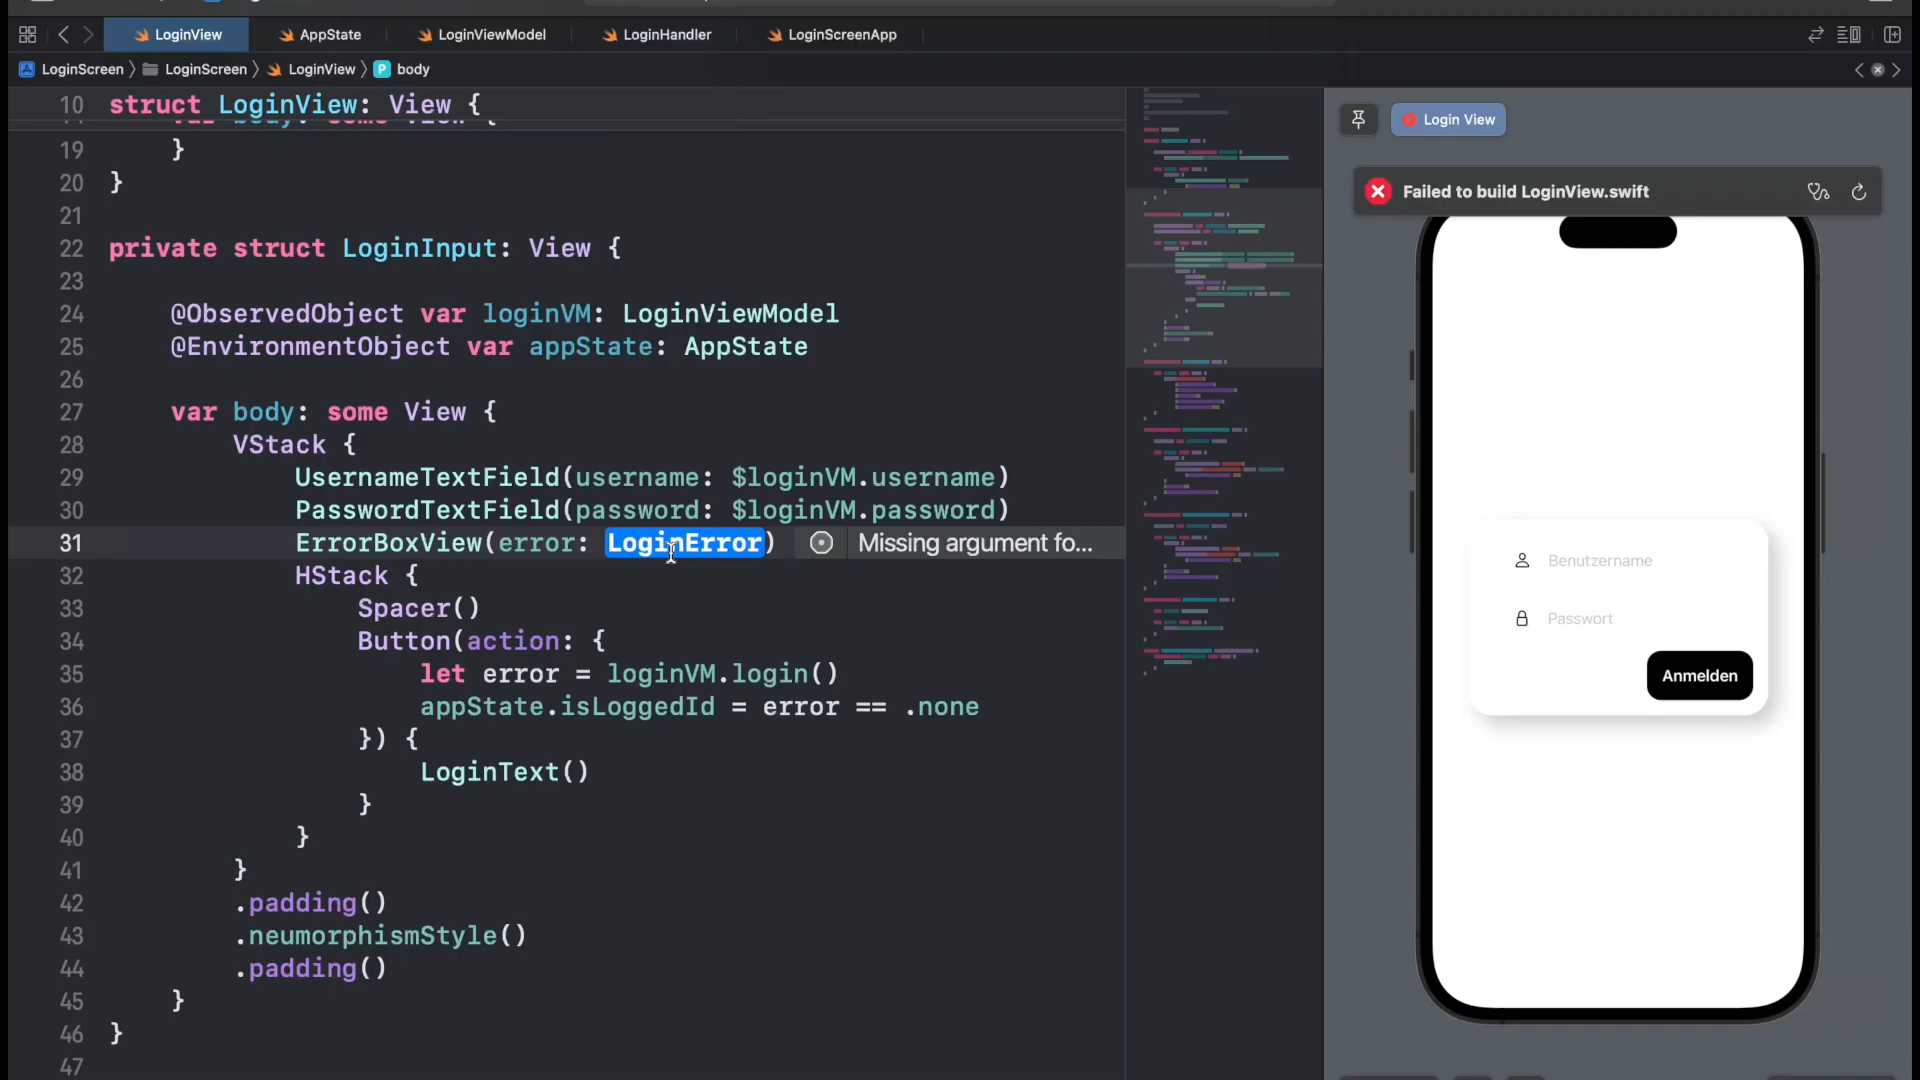 LoginView
AppState
LoginViewModel
LoginHandler
LoginScreenApp
LoginScreen
LoginScreen
LoginView
P body
10 struct LoginView: View {
19 }
20 }
21
22 private struct LoginInput: View {
23
24 @ObservedObject var loginVM: LoginViewModel
25 @EnvironmentObject var appState: AppState
26
27 var body: some View {
28 VStack {
29 UsernameTextField(username: $loginVM.username)
30 PasswordTextField(password: $loginVM.password)
31 ErrorBoxView(error: LoginError) Missing argument fo...
32 HStack {
33 Spacer()
34 Button(action: {
35 let error = loginVM.login()
36 appState.isLoggedId = error == .none
37 }) {
38 LoginText()
39 }
40 }
41 }
42 .padding()
43 .neumorphismStyle()
44 .padding()
45 }
46 }
47
Login View
Failed to build LoginView.swift
Benutzername
Passwort
Anmelden